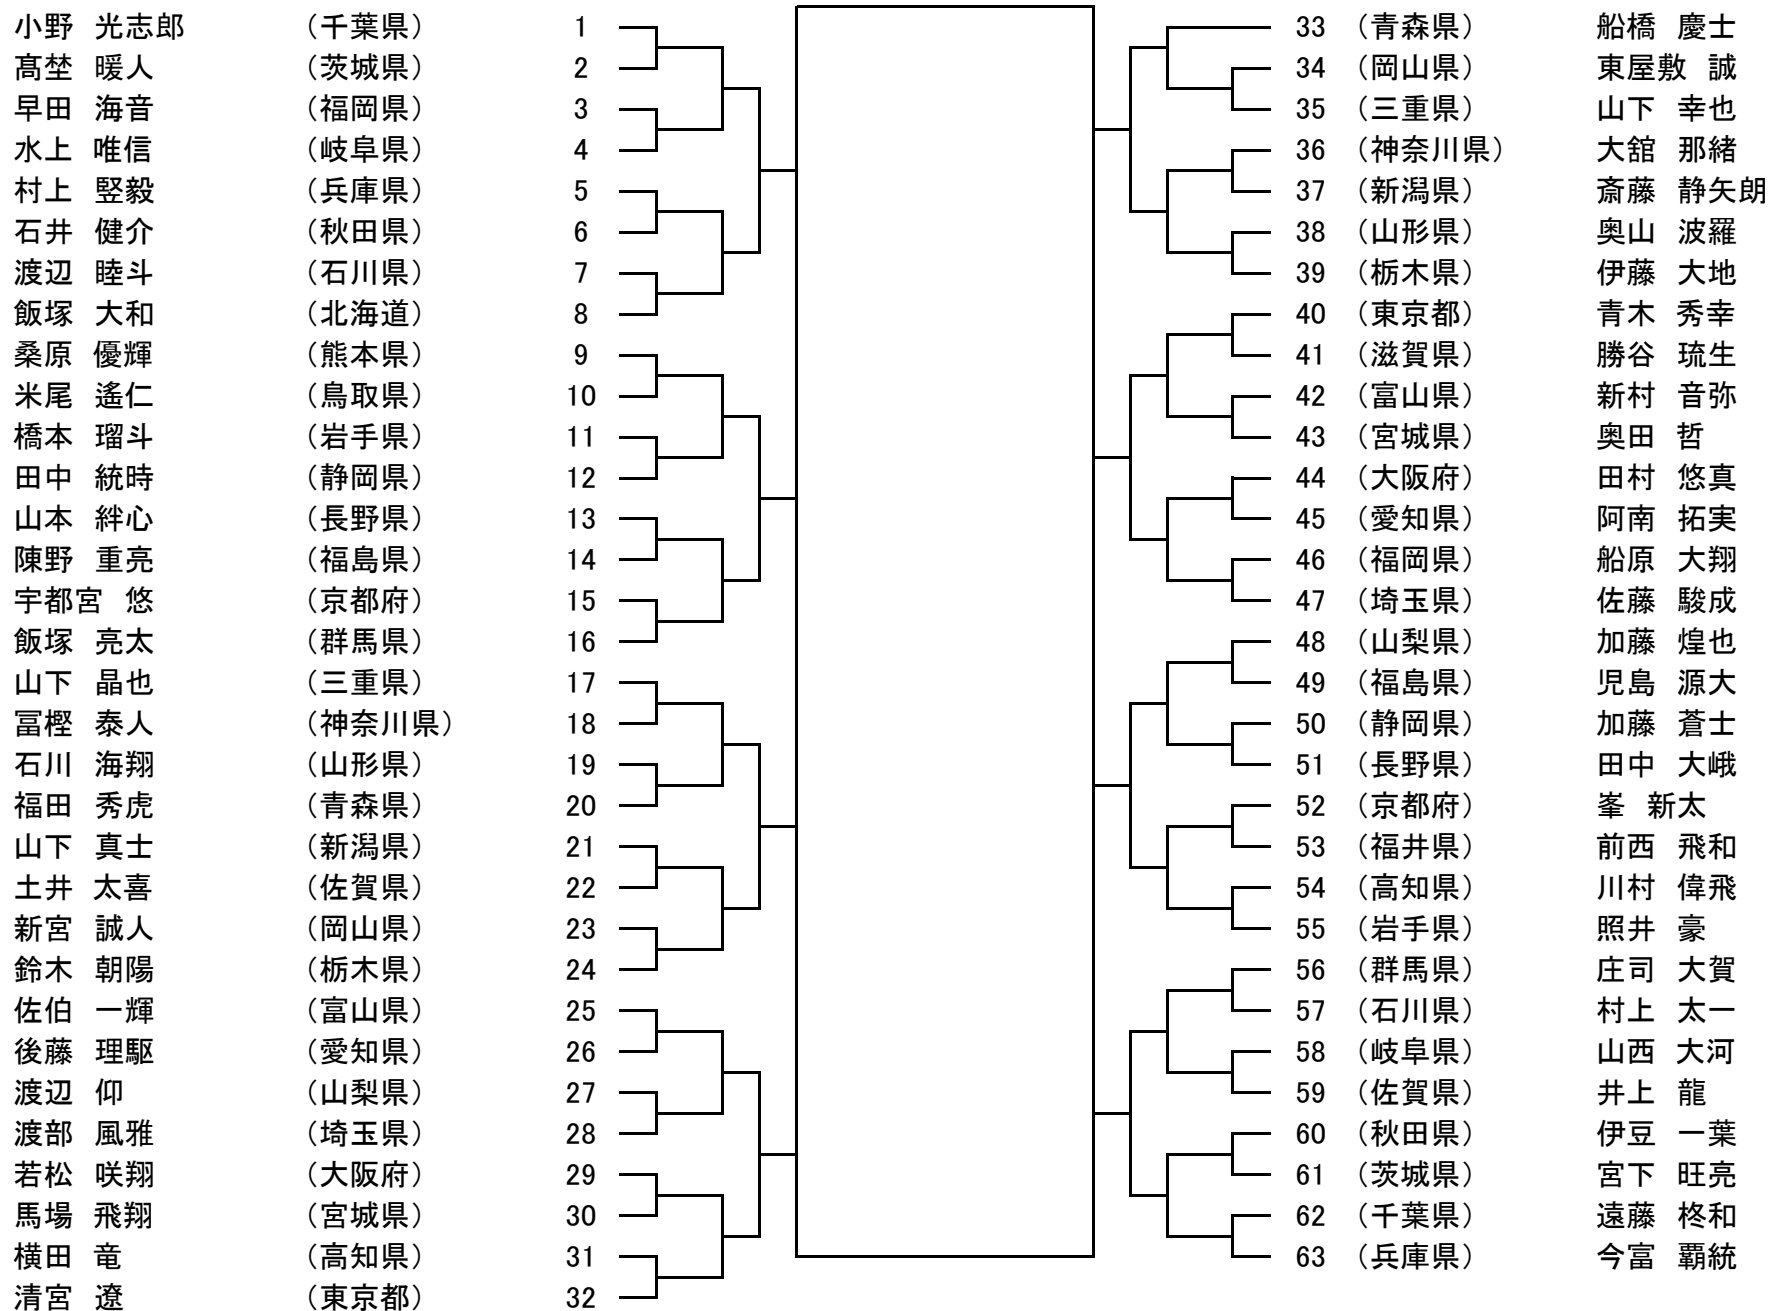 小野 光志郎 （千葉県） 1
髙埜 暖人 （茨城県） 2
早田 海音 （福岡県） 3
水上 唯信 （岐阜県） 4
村上 竪毅 （兵庫県） 5
石井 健介 （秋田県） 6
渡辺 睦斗 （石川県） 7
飯塚 大和 （北海道） 8
桑原 優輝 （熊本県） 9
米尾 遙仁 （鳥取県） 10
橋本 瑠斗 （岩手県） 11
田中 統時 （静岡県） 12
山本 絆心 （長野県） 13
陳野 重亮 （福島県） 14
宇都宮 悠 （京都府） 15
飯塚 亮太 （群馬県） 16
山下 晶也 （三重県） 17
冨樫 泰人 （神奈川県） 18
石川 海翔 （山形県） 19
福田 秀虎 （青森県） 20
山下 真士 （新潟県） 21
土井 太喜 （佐賀県） 22
新宮 誠人 （岡山県） 23
鈴木 朝陽 （栃木県） 24
佐伯 一輝 （富山県） 25
後藤 理駆 （愛知県） 26
渡辺 仰 （山梨県） 27
渡部 風雅 （埼玉県） 28
若松 咲翔 （大阪府） 29
馬場 飛翔 （宮城県） 30
横田 竜 （高知県） 31
清宮 遼 （東京都） 32
33 （青森県） 船橋 慶士
34 （岡山県） 東屋敷 誠
35 （三重県） 山下 幸也
36 （神奈川県） 大舘 那緒
37 （新潟県） 斎藤 静矢朗
38 （山形県） 奥山 波羅
39 （栃木県） 伊藤 大地
40 （東京都） 青木 秀幸
41 （滋賀県） 勝谷 琉生
42 （富山県） 新村 音弥
43 （宮城県） 奥田 哲
44 （大阪府） 田村 悠真
45 （愛知県） 阿南 拓実
46 （福岡県） 船原 大翔
47 （埼玉県） 佐藤 駿成
48 （山梨県） 加藤 煌也
49 （福島県） 児島 源大
50 （静岡県） 加藤 蒼士
51 （長野県） 田中 大峨
52 （京都府） 峯 新太
53 （福井県） 前西 飛和
54 （高知県） 川村 偉飛
55 （岩手県） 照井 豪
56 （群馬県） 庄司 大賀
57 （石川県） 村上 太一
58 （岐阜県） 山西 大河
59 （佐賀県） 井上 龍
60 （秋田県） 伊豆 一葉
61 （茨城県） 宮下 旺亮
62 （千葉県） 遠藤 柊和
63 （兵庫県） 今富 覇統